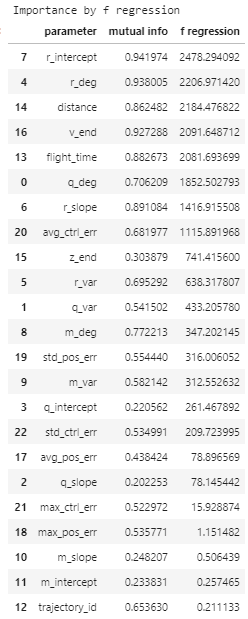 Importance by f regression
parameter mutual info f regression
7 r_intercept 0.941974 2478.294092
4 r_deg 0.938005 2206.971420
14 distance 0.862482 2184.476822
16 v_end 0.927288 2091.648712
13 flight_time 0.882673 2081.693699
0 q_deg 0.706209 1852.502793
6 r_slope 0.891084 1416.915508
20 avg_ctrl_err 0.681977 1115.891968
15 z_end 0.303879 741.415600
5 r_var 0.695292 638.317807
1 q_var 0.541502 433.205780
8 m_deg 0.772213 347.202145
19 std_pos_err 0.554440 316.006052
9 m_var 0.582142 312.552632
3 q_intercept 0.220562 261.467892
22 std_ctrl_err 0.534991 209.723995
17 avg_pos_err 0.438424 78.896569
2 q_slope 0.202253 78.145442
21 max_ctrl_err 0.522972 15.928874
18 max_pos_err 0.535771 1.151482
10 m_slope 0.248207 0.506439
11 m_intercept 0.233831 0.257465
12 trajectory_id 0.653630 0.211133